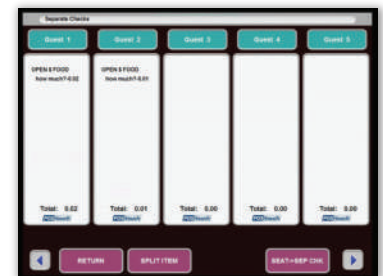 Separate Checks
Guest 1
Guest 2
Guest 3
Guest 4
Guest 5
OPEN $ FOOD
how much?-0.02
OPEN $ FOOD
how much?-0.01
Total: 0.02
Total: 0.01
Total: 0.00
Total: 0.00
Total: 0.00
RETURN
SPLIT ITEM
SEAT->SEP CHK